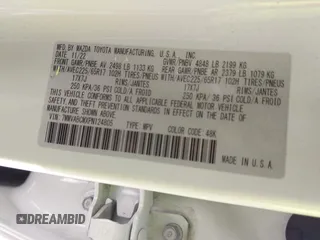 MFD. BY MAZDA TOYOTA MANUFACTURING, U.S.A., INC.
DATE 11/22 GVWR/PNBV 4848 LB 2199 KG
FRONT GAWR/PNBE AV 2498 LB 1133 KG REAR GAWR/PNBE AR 2379 LB 1079 KG
WITH/AVEC225/65R17 102H TIRES/PNEUS WITH/AVEC225/65R17 102H TIRES/PNEUS
17X7J RIMS/JANTES 17X7J RIMS/JANTES
250 KPA/36 PSI COLD/A FROID 250 KPA/36 PSI COLD/A FROID
THIS VEHICLE CONFORMS TO ALL APPLICABLE FEDERAL MOTOR
VEHICLE SAFETY, BUMPER, AND THEFT
PREVENTION STANDARDS IN EFFECT ON THE DATE OF
MANUFACTURE SHOWN ABOVE.
VIN: TYPE MPV
COLOR CODE: 48K
DREAMBID